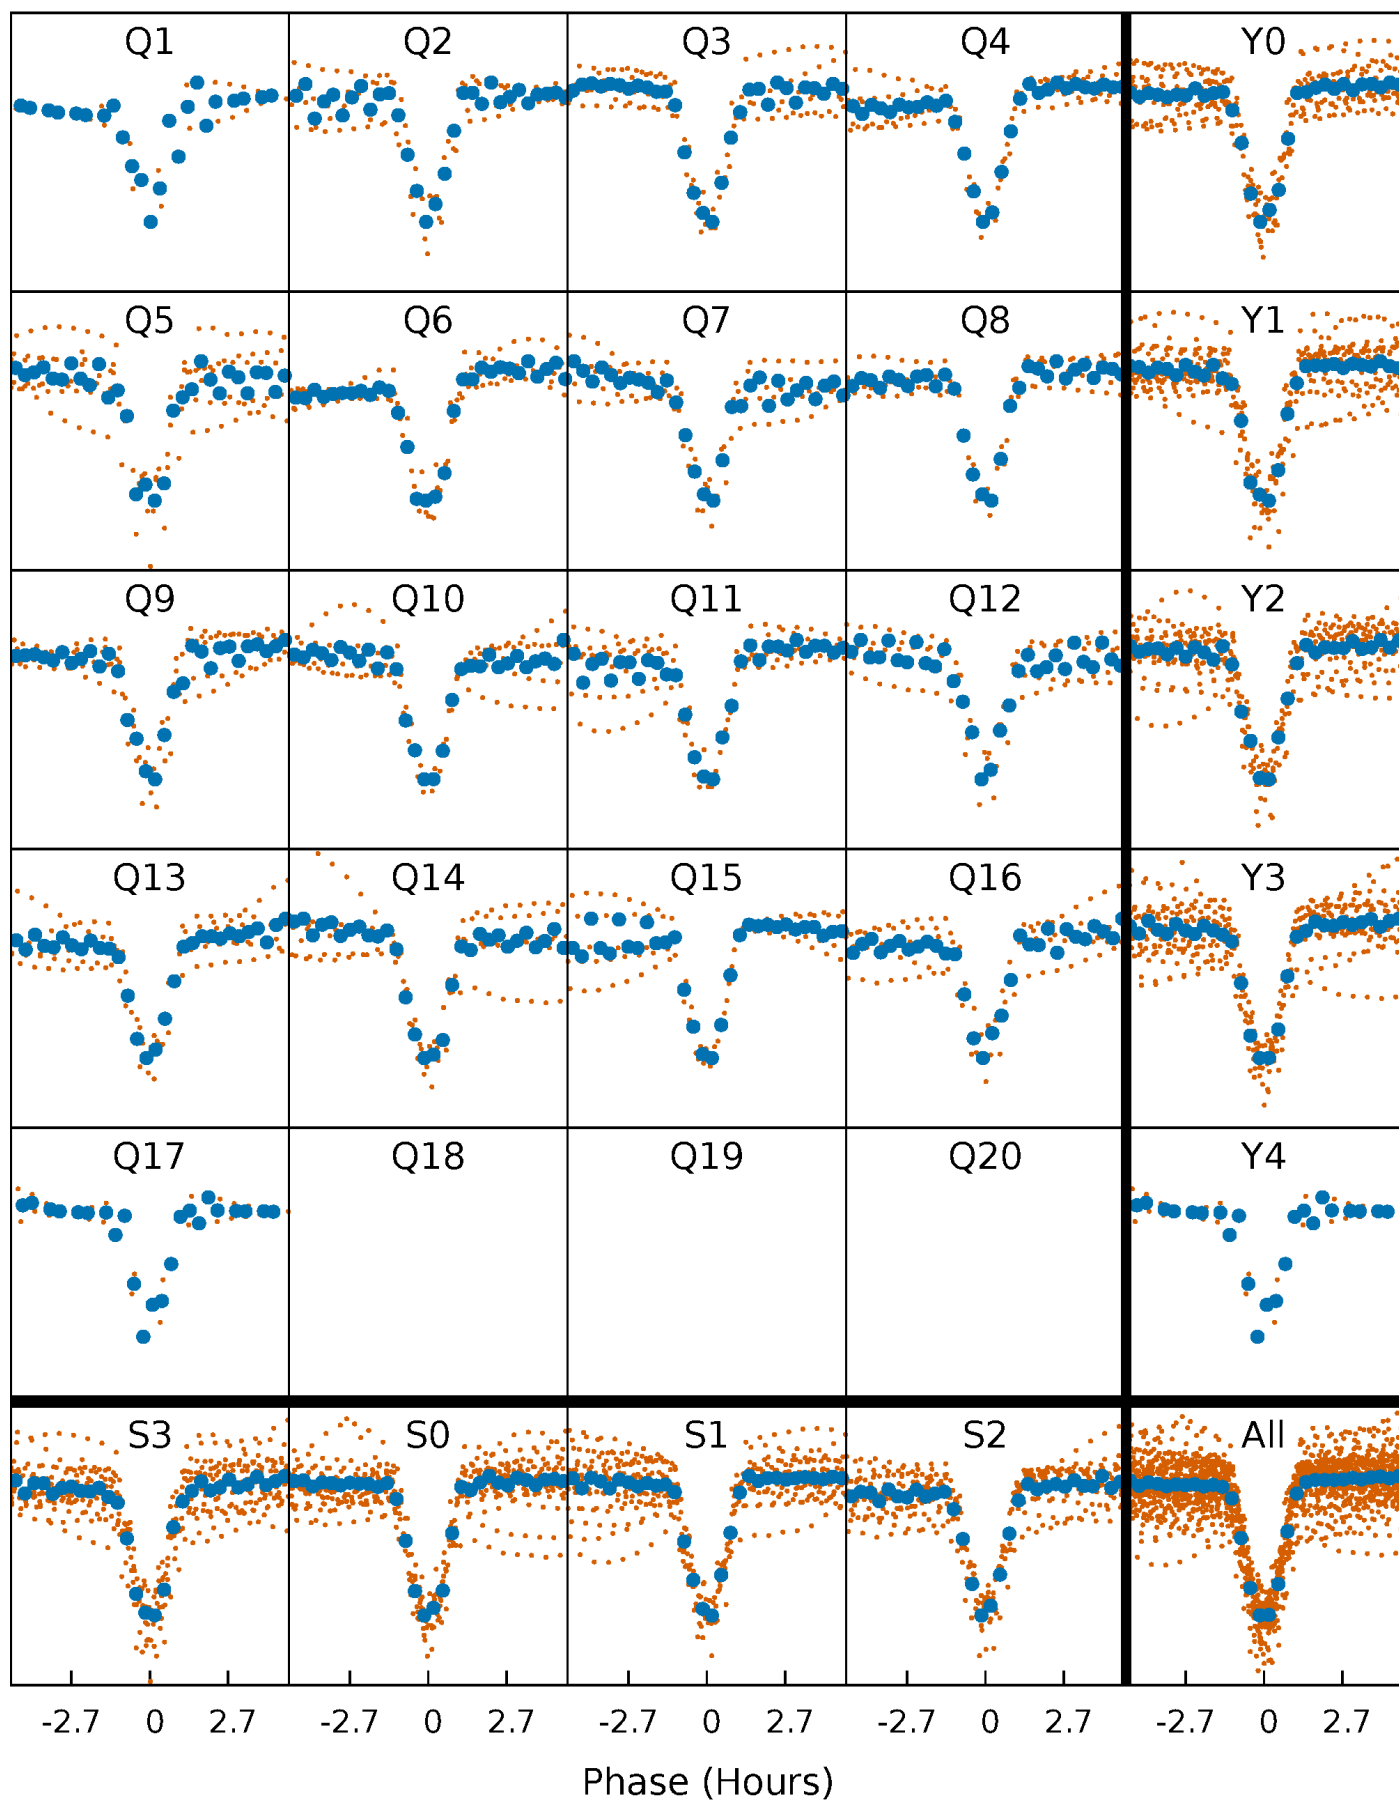 Q1 Q2 Q3 Q4 Y0
Q5 Q6 Q7 Q8 Y1
Q9 Q10 Q11 Q12 Y2
Q13 Q14 Q15 Q16 Y3
Q17 Q18 Q19 Q20 Y4
S3 S0 S1 S2 All
-2.7 0 2.7 -2.7 0 2.7 -2.7 0 2.7 -2.7 0 2.7 -2.7 0 2.7
Phase (Hours)